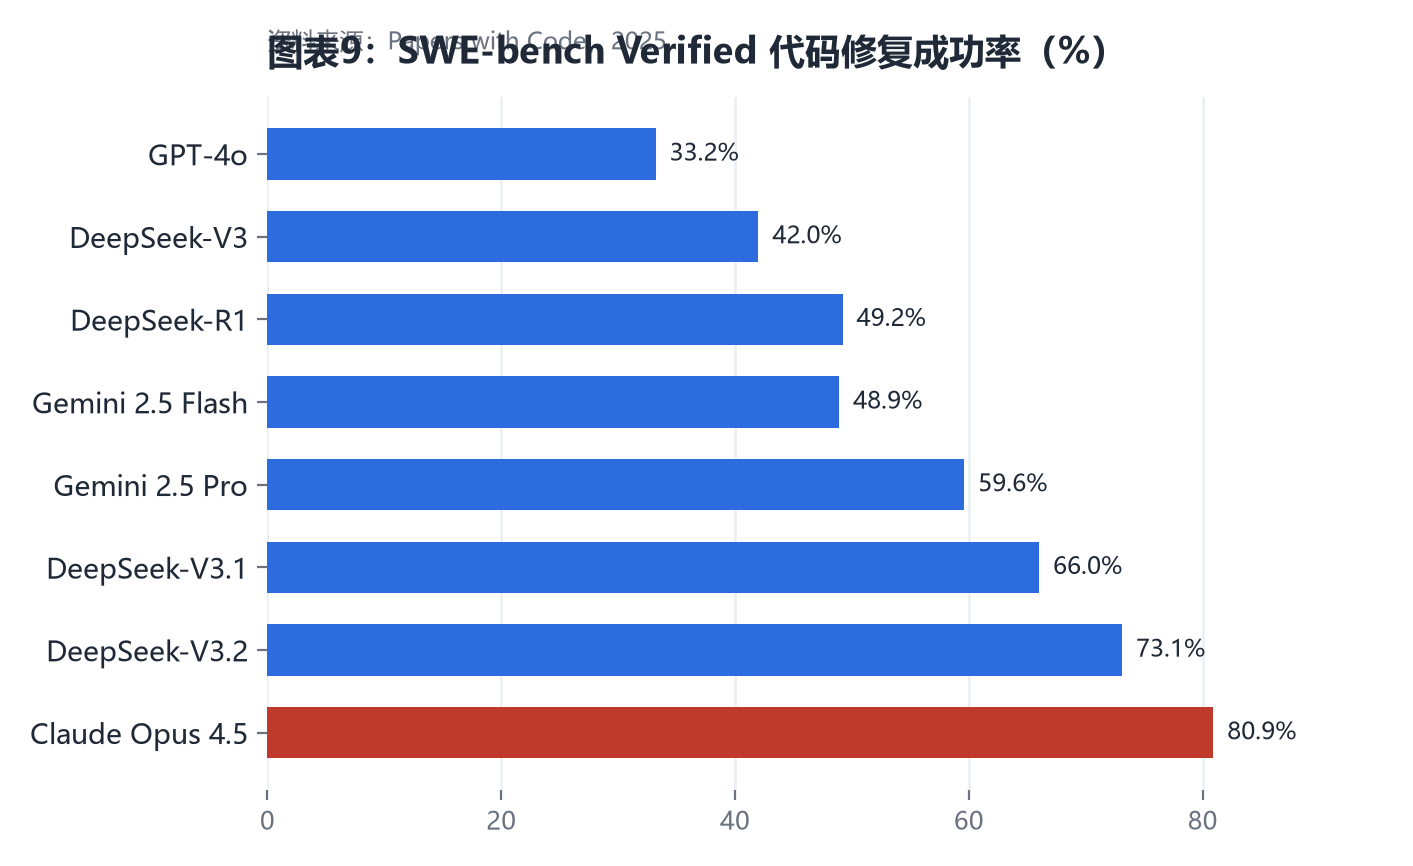 资料来源：Papers with Code，2025
图表9：SWE-bench Verified 代码修复成功率（%）
GPT-4o 33.2%
DeepSeek-V3 42.0%
DeepSeek-R1 49.2%
Gemini 2.5 Flash 48.9%
Gemini 2.5 Pro 59.6%
DeepSeek-V3.1 66.0%
DeepSeek-V3.2 73.1%
Claude Opus 4.5 80.9%
0 20 40 60 80